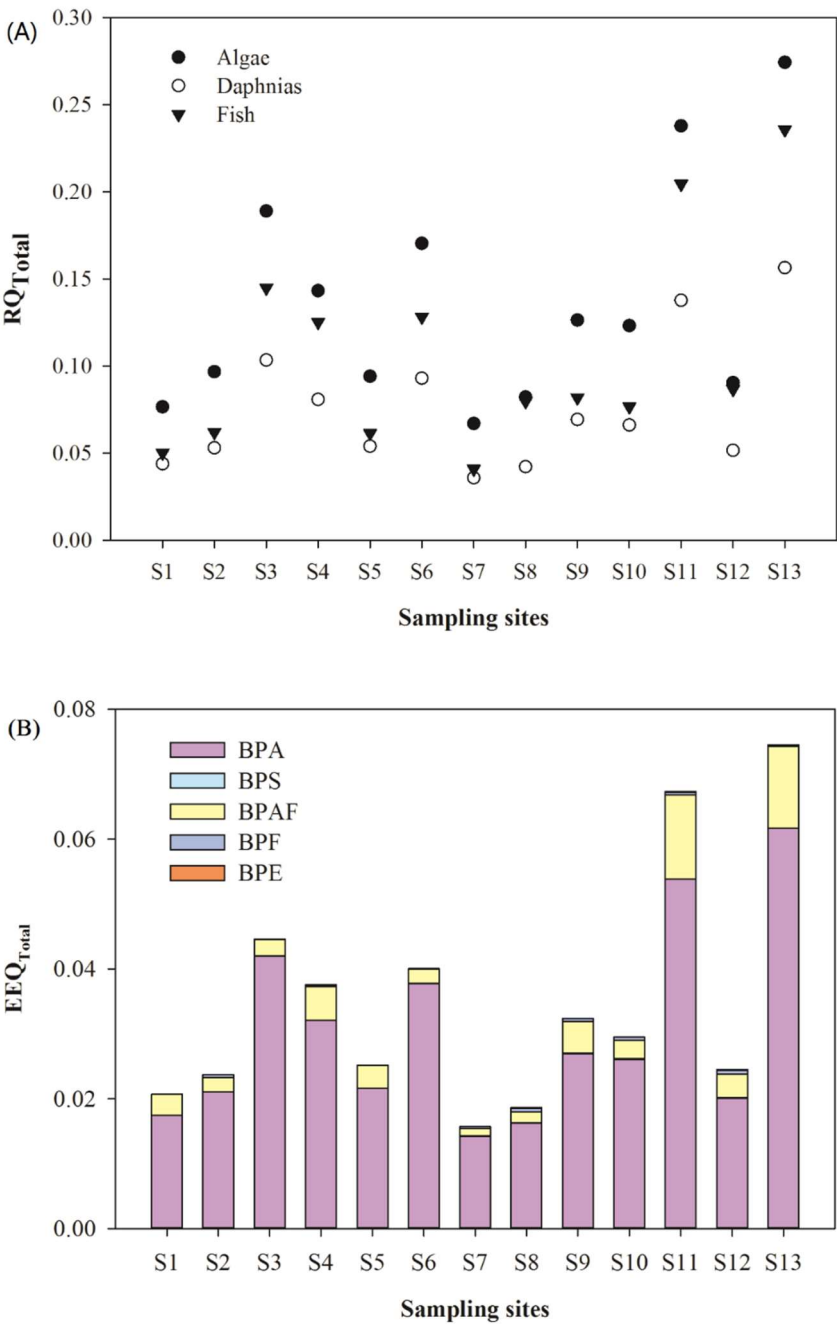 (A)
0.30
0.25
0.20
0.15
0.10
0.05
0.00
RQTotal
Algae
Daphnias
Fish
S1 S2 S3 S4 S5 S6 S7 S8 S9 S10 S11 S12 S13
Sampling sites
(B)
0.08
0.06
0.04
0.02
0.00
EEQTotal
BPA
BPS
BPAF
BPF
BPE
S1 S2 S3 S4 S5 S6 S7 S8 S9 S10 S11 S12 S13
Sampling sites